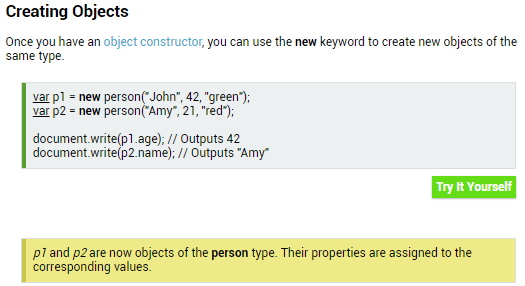 Creating Objects
Once you have an object constructor, you can use the new keyword to create new objects of the
same type.
var p1 = new person("John", 42, "green");
var p2 = new person("Amy", 21, "red");
document.write(p1.age); // Outputs 42
document.write(p2.name); // Outputs "Amy"
Try It Yourself
p1 and p2 are now objects of the person type. Their properties are assigned to the
corresponding values.